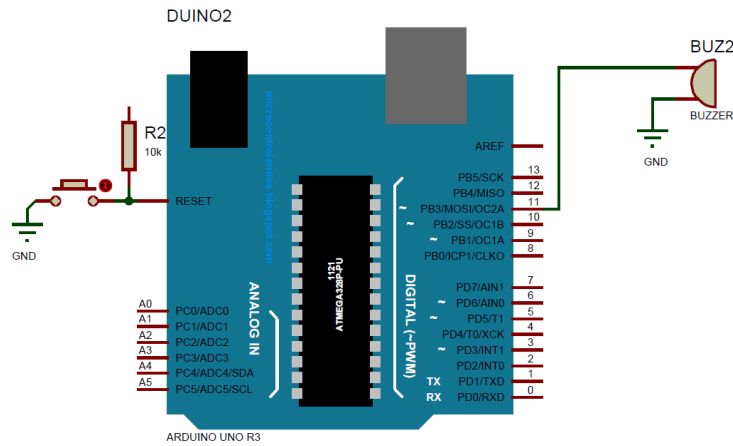 DUINO2
BUZ2
BUZZER
GND
R2
10k
RESET
GND
microcontrolandos.blogspot.com
1121
ATMEGA328P-PU
ANALOG IN
DIGITAL (~PWM)
AREF
PB5/SCK 13
PB4/MISO 12
~ PB3/MOSI/OC2A 11
~ PB2/SS/OC1B 10
~ PB1/OC1A 9
PB0/ICP1/CLKO 8
PD7/AIN1 7
~ PD6/AIN0 6
~ PD5/T1 5
PD4/T0/XCK 4
~ PD3/INT1 3
PD2/INT0 2
TX PD1/TXD 1
RX PD0/RXD 0
A0 PC0/ADC0
A1 PC1/ADC1
A2 PC2/ADC2
A3 PC3/ADC3
A4 PC4/ADC4/SDA
A5 PC5/ADC5/SCL
ARDUINO UNO R3